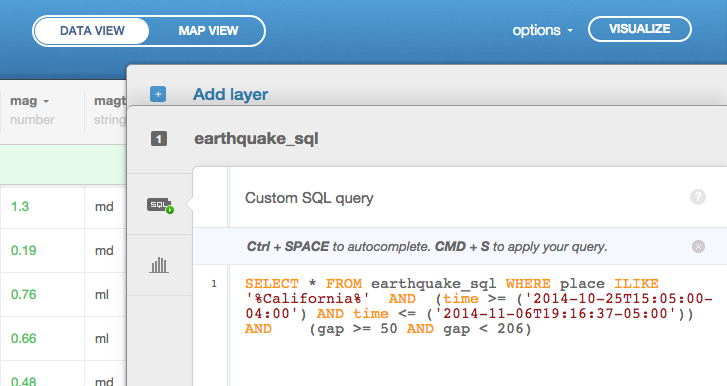 DATA VIEW MAP VIEW options VISUALIZE
Add layer
mag magt
number string
1 earthquake_sql
SQL
Custom SQL query ?
1.3 md
Ctrl + SPACE to autocomplete. CMD + S to apply your query.
0.19 md
1 SELECT * FROM earthquake_sql WHERE place ILIKE
0.76 ml
'%California%' AND (time >= ('2014-10-25T15:05:00-
04:00') AND time <= ('2014-11-06T19:16:37-05:00'))
AND (gap >= 50 AND gap < 206)
0.66 ml
0.48 md